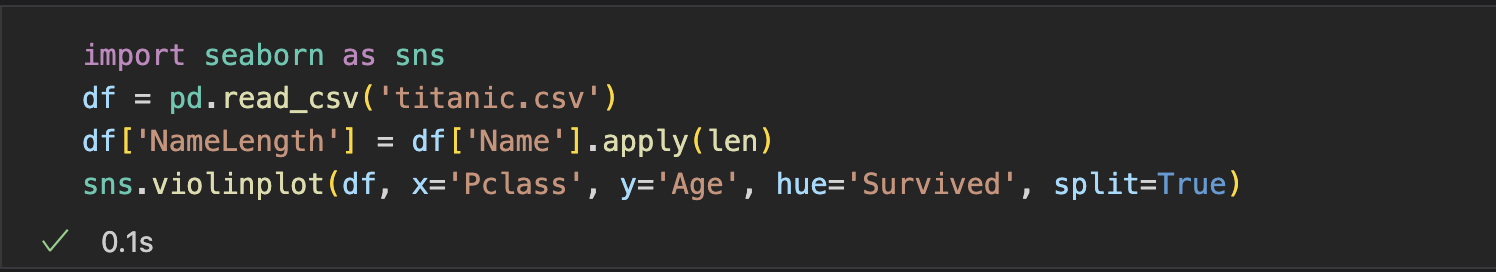 import seaborn as sns
df = pd.read_csv('titanic.csv')
df['NameLength'] = df['Name'].apply(len)
sns.violinplot(df, x='Pclass', y='Age', hue='Survived', split=True)
✓ 0.1s